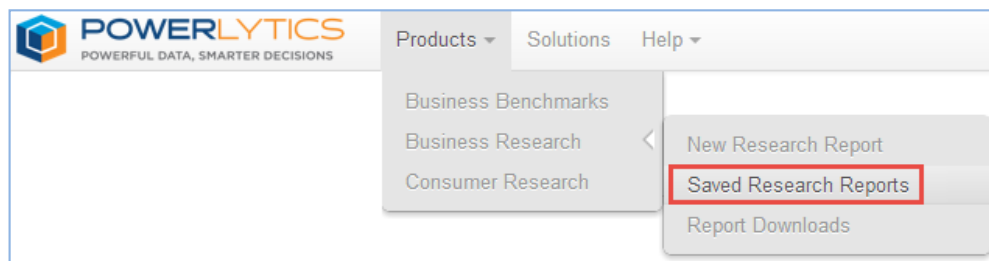 POWERLYTICS
POWERFUL DATA, SMARTER DECISIONS
Products Solutions Help
Business Benchmarks
Business Research
Consumer Research
New Research Report
Saved Research Reports
Report Downloads